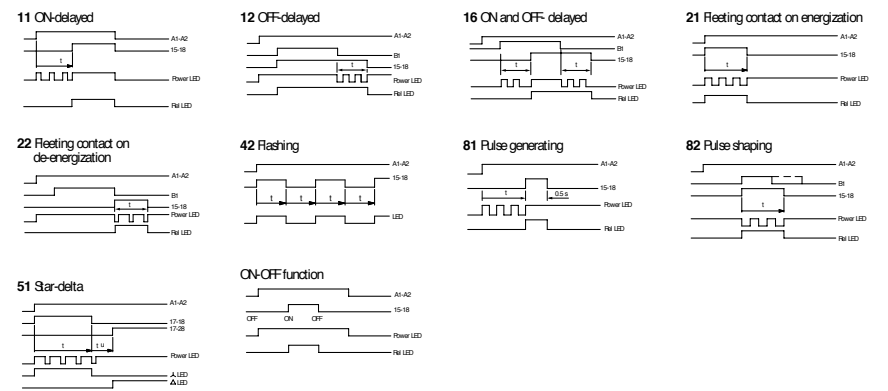 11 ON-delayed
A1-A2
15-18
t
Power LED
Rel LED
12 OFF-delayed
A1-A2
B1
15-18
t
Power LED
Rel LED
16 ON and OFF- delayed
A1-A2
B1
15-18
t
t
Power LED
Rel LED
21 Fleeting contact on energization
A1-A2
15-18
t
Power LED
Rel LED
22 Fleeting contact on
de-energization
A1-A2
B1
t
15-18
Power LED
Rel LED
42 Flashing
A1-A2
15-18
t t t t
LED
81 Pulse generating
A1-A2
15-18
t 0.5 s
Power LED
Rel LED
82 Pulse shaping
A1-A2
B1
15-18
t
Power LED
Rel LED
51 Star-delta
A1-A2
17-18
17-28
t tu
Power LED
⅄ LED
Δ LED
ON-OFF function
A1-A2
15-18
OFF ON OFF
Power LED
Rel LED